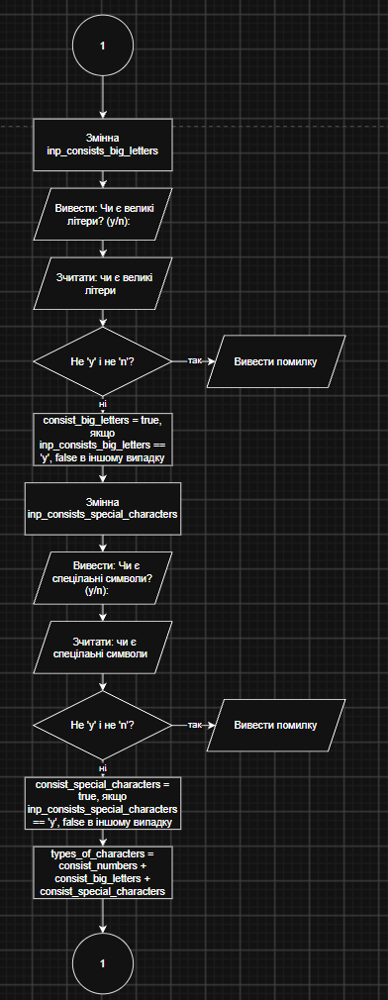 1
Змінна
inp_consists_big_letters
Вивести: Чи є великі
літери? (y/n):
Зчитати: чи є великі
літери
Не 'y' і не 'n'?
так
Вивести помилку
ні
consist_big_letters = true,
якщо
inp_consists_big_letters ==
'y', false в іншому випадку
Змінна
inp_consists_special_characters
Вивести: Чи є
спеціlaьні символи?
(y/n):
Зчитати: чи є
спеціlaьні символи
Не 'y' і не 'n'?
так
Вивести помилку
ні
consist_special_characters =
true, якщо
inp_consists_special_characters
== 'y', false в іншому випадку
types_of_characters =
consist_numbers +
consist_big_letters +
consist_special_characters
1